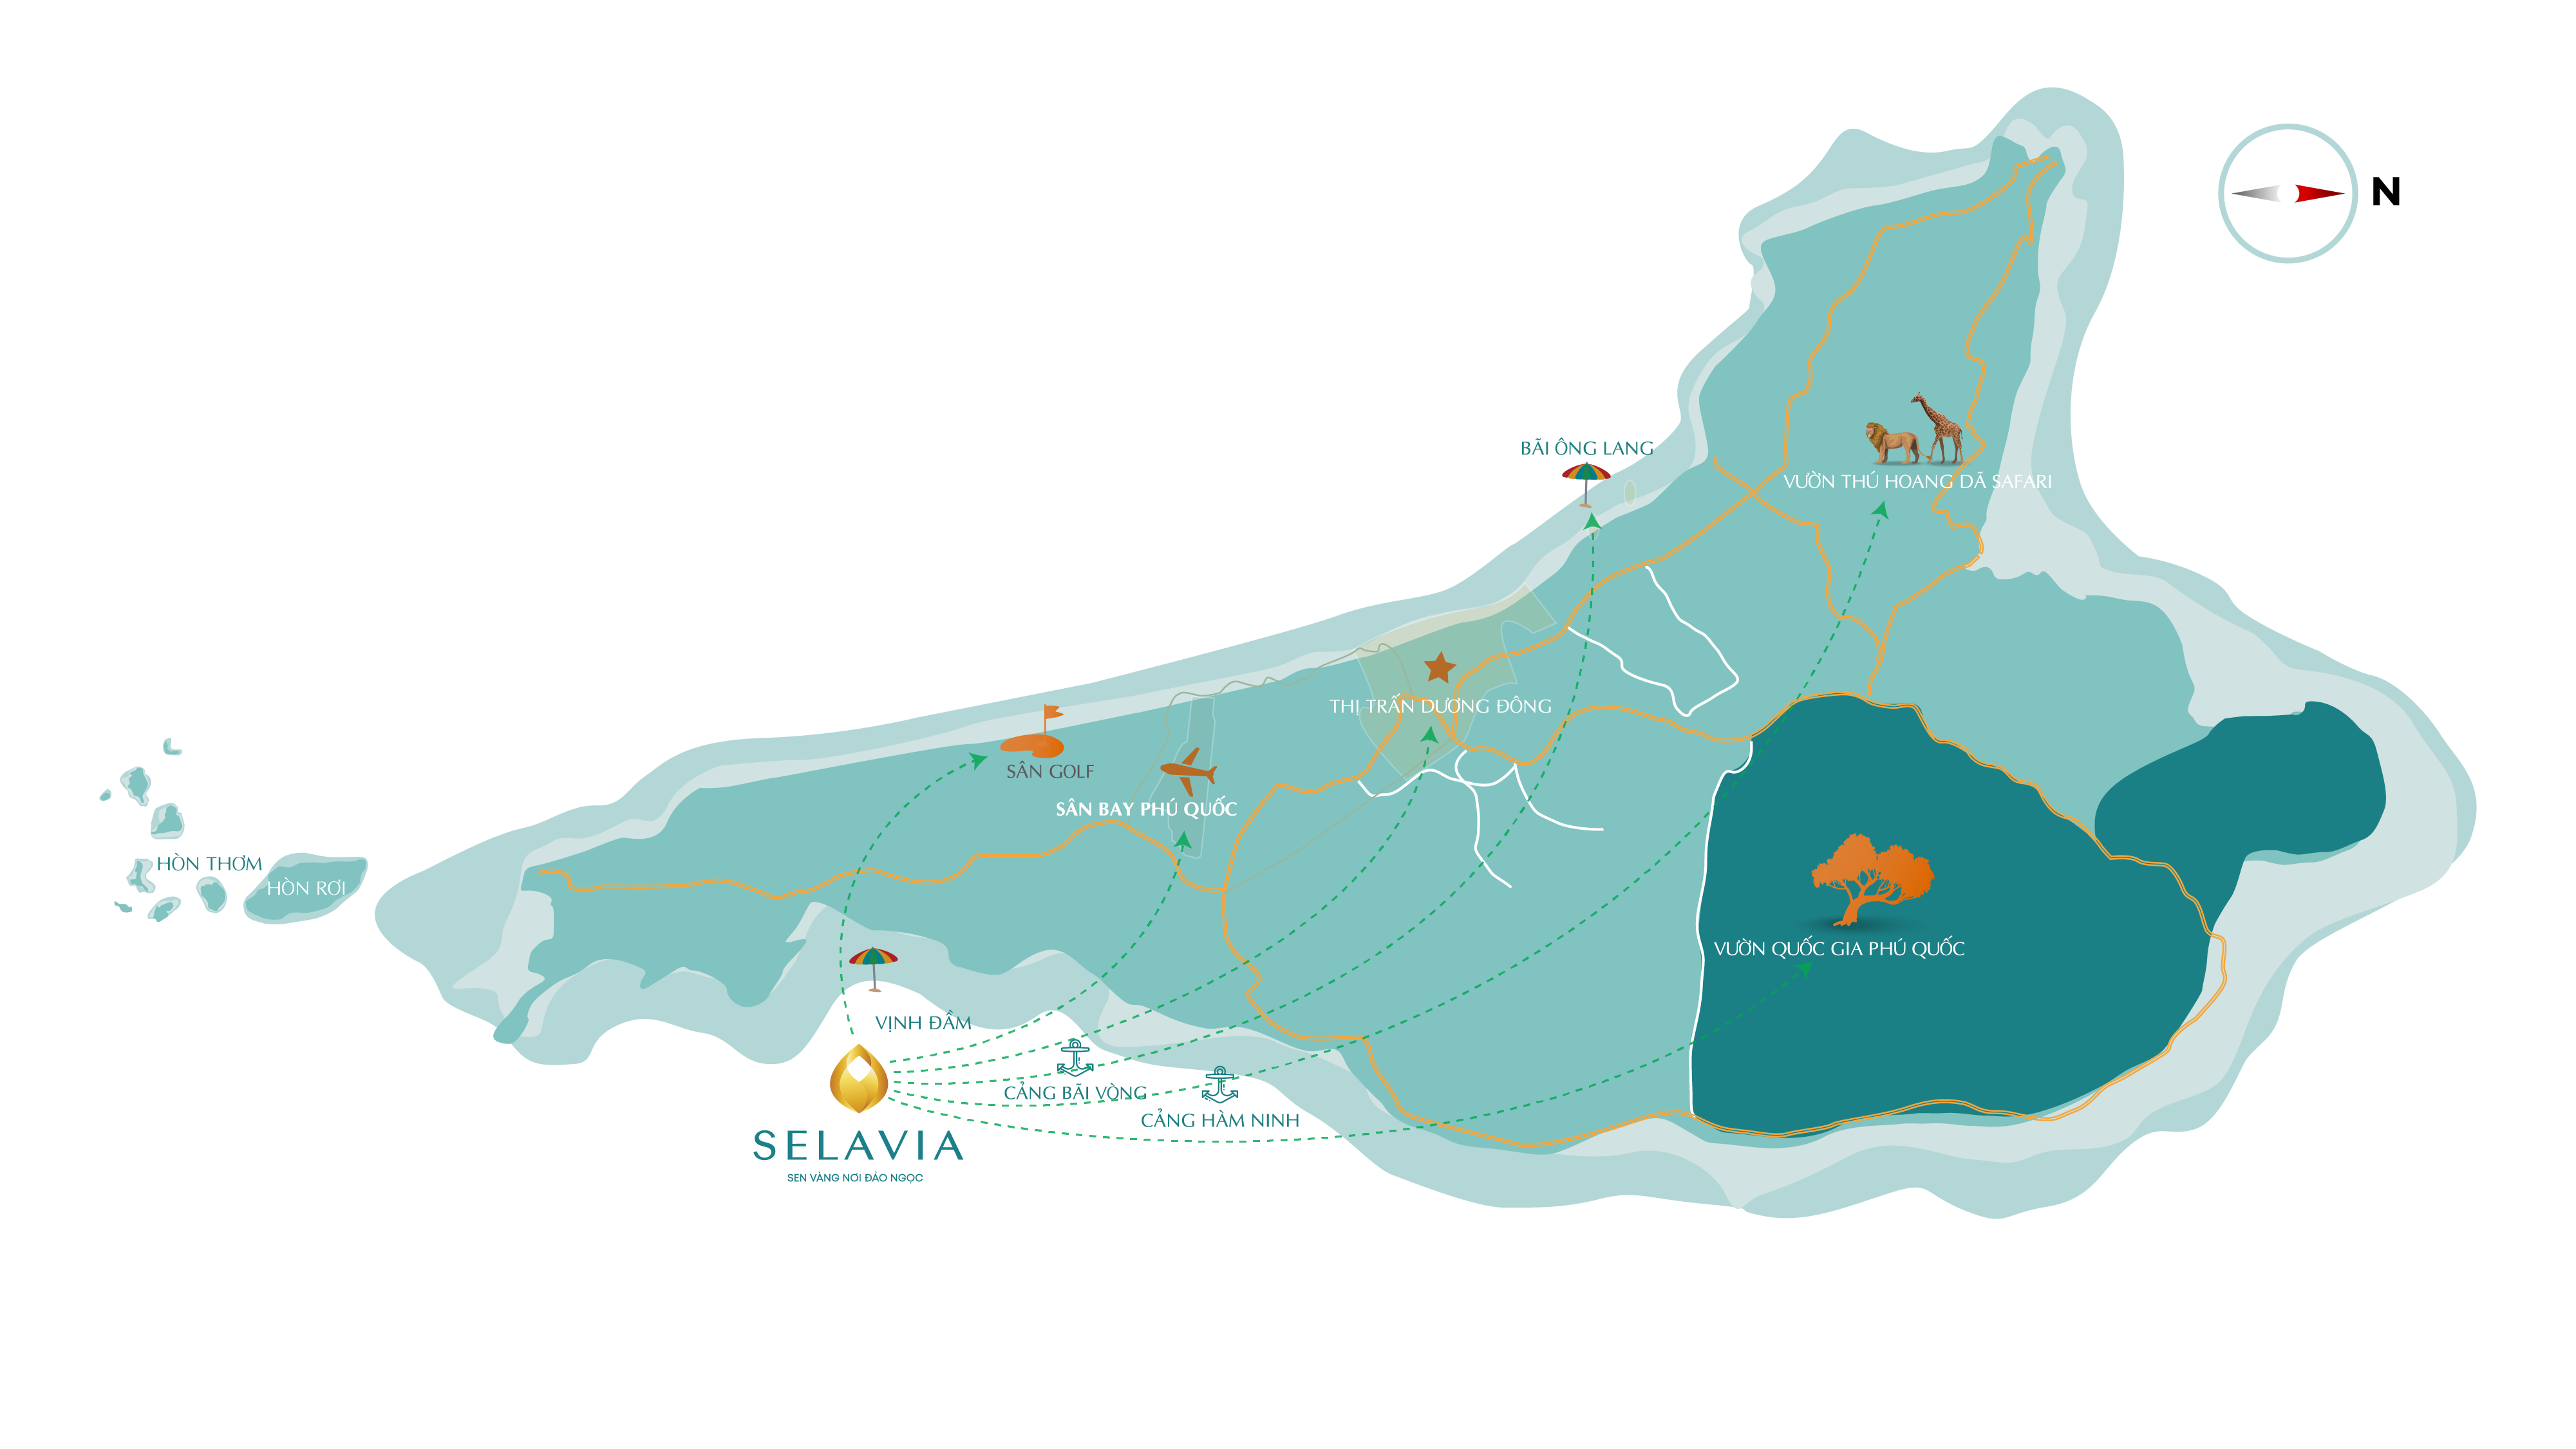 N
BÃI ÔNG LANG
VƯỜN THÚ HOANG DÃ SAFARI
THỊ TRẤN DƯƠNG ĐÔNG
SÂN GOLF
SÂN BAY PHÚ QUỐC
HÒN THƠM
HÒN RƠI
VƯỜN QUỐC GIA PHÚ QUỐC
VỊNH ĐẦM
CẢNG BÃI VÒNG
CẢNG HÀM NINH
SELAVIA
SEN VÀNG NƠI ĐẢO NGỌC